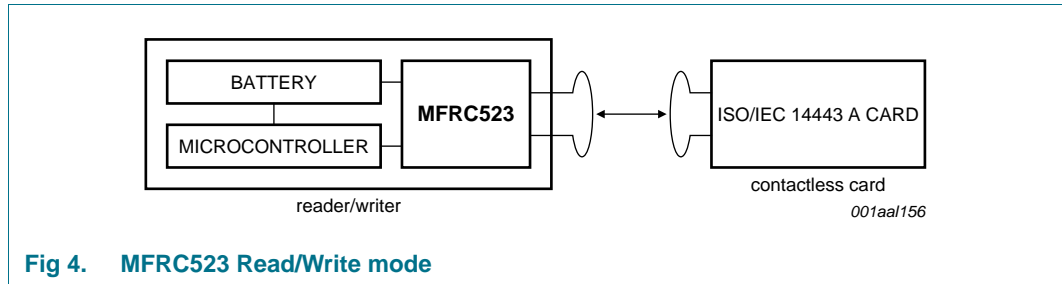 BATTERY
MICROCONTROLLER
MFRC523
ISO/IEC 14443 A CARD
reader/writer
contactless card
001aal156
Fig 4. MFRC523 Read/Write mode